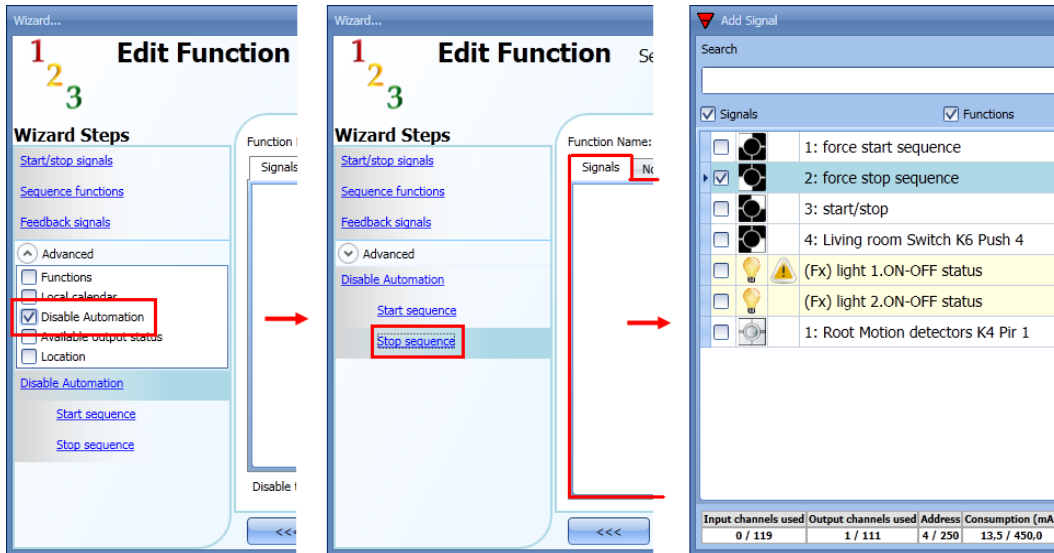 Wizard...
1 2 3
Edit Function
Wizard Steps
Start/stop signals
Sequence functions
Feedback signals
Advanced
Functions
Local calendar
Disable Automation
Available output status
Location
Disable Automation
Start sequence
Stop sequence
Function
Signals
Disable
<<<
Wizard...
1 2 3
Edit Function
Wizard Steps
Start/stop signals
Sequence functions
Feedback signals
Advanced
Disable Automation
Start sequence
Stop sequence
Function Name:
Signals
<<<
Add Signal
Search
Signals Functions
1: force start sequence
2: force stop sequence
3: start/stop
4: Living room Switch K6 Push 4
(Fx) light 1.ON-OFF status
(Fx) light 2.ON-OFF status
1: Root Motion detectors K4 Pir 1
Input channels used Output channels used Address Consumption (mA
0 / 119 1 / 111 4 / 250 13,5 / 450,0